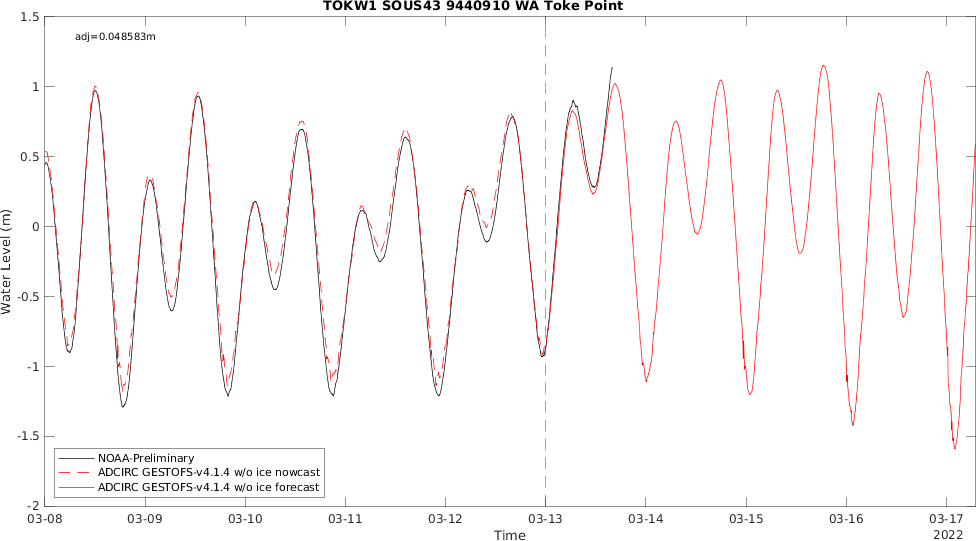 TOKW1 SOUS43 9440910 WA Toke Point
adj=0.048583m
1.5
1
0.5
0
-0.5
-1
-1.5
-2
Water Level (m)
NOAA-Preliminary
ADCIRC GESTOFS-v4.1.4 w/o ice nowcast
ADCIRC GESTOFS-v4.1.4 w/o ice forecast
03-08 03-09 03-10 03-11 03-12 03-13 03-14 03-15 03-16 03-17
Time
2022